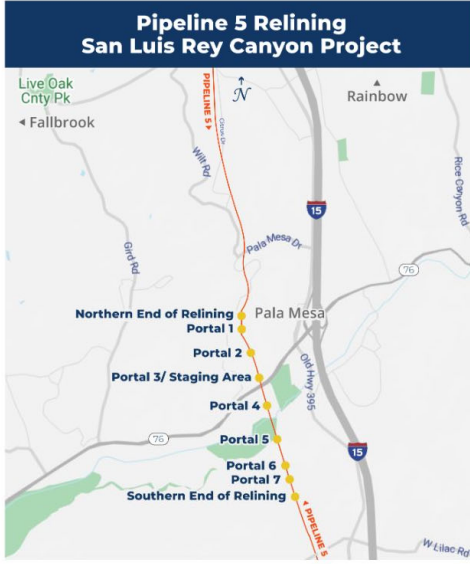 Pipeline 5 Relining
San Luis Rey Canyon Project
Live Oak
Cnty Pk
Fallbrook
PIPELINE 5
N
Citrus Dr
Rainbow
Wilt Rd
Rice Canyon Rd
15
Gird Rd
Pala Mesa Dr
76
Northern End of Relining
Pala Mesa
Portal 1
Portal 2
Portal 3/ Staging Area
Old Hwy 395
Portal 4
76
Portal 5
15
Portal 6
Portal 7
Southern End of Relining
PIPELINE 5
W Lilac Rd